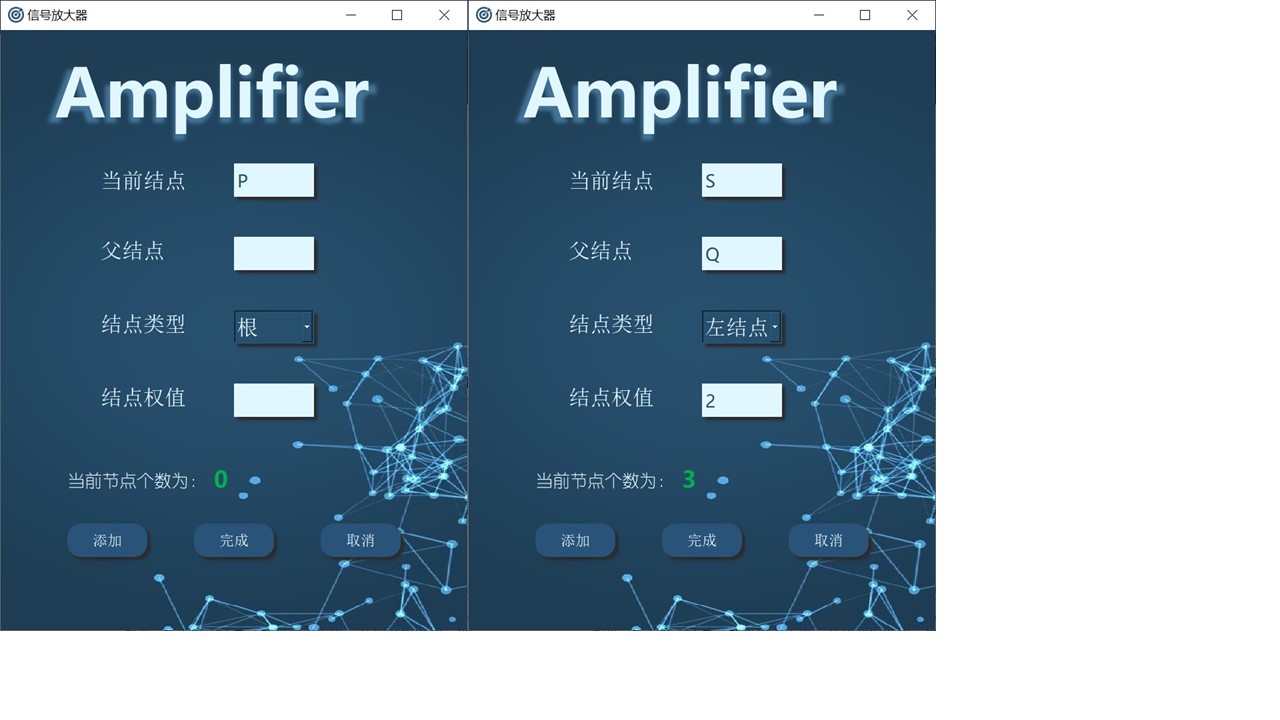 信号放大器
Amplifier
当前结点 P
父结点
结点类型 根
结点权值
当前节点个数为： 0
添加 完成 取消
信号放大器
Amplifier
当前结点 S
父结点 Q
结点类型 左结点
结点权值 2
当前节点个数为： 3
添加 完成 取消